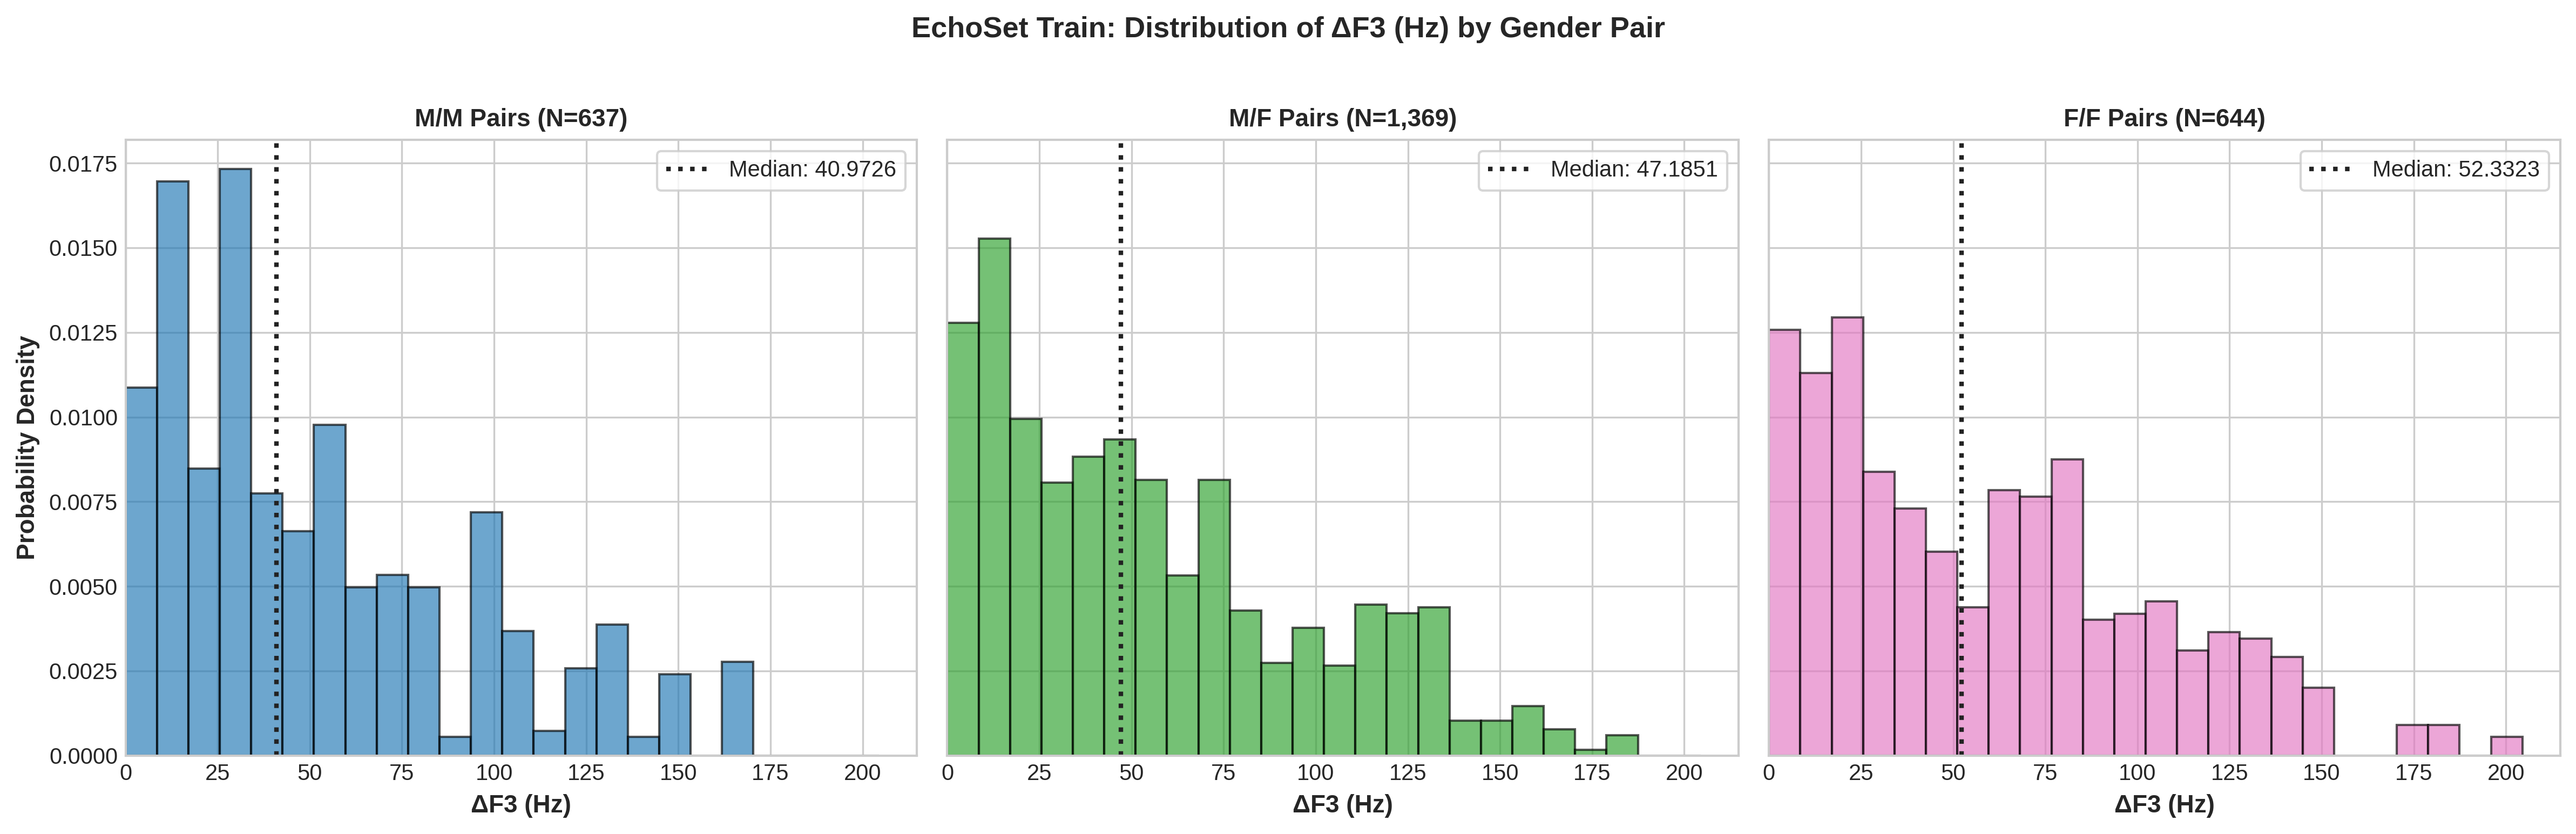 EchoSet Train: Distribution of ΔF3 (Hz) by Gender Pair
M/M Pairs (N=637)
Median: 40.9726
Probability Density
0.0175
0.0150
0.0125
0.0100
0.0075
0.0050
0.0025
0.0000
0 25 50 75 100 125 150 175 200
ΔF3 (Hz)
M/F Pairs (N=1,369)
Median: 47.1851
0 25 50 75 100 125 150 175 200
ΔF3 (Hz)
F/F Pairs (N=644)
Median: 52.3323
0 25 50 75 100 125 150 175 200
ΔF3 (Hz)